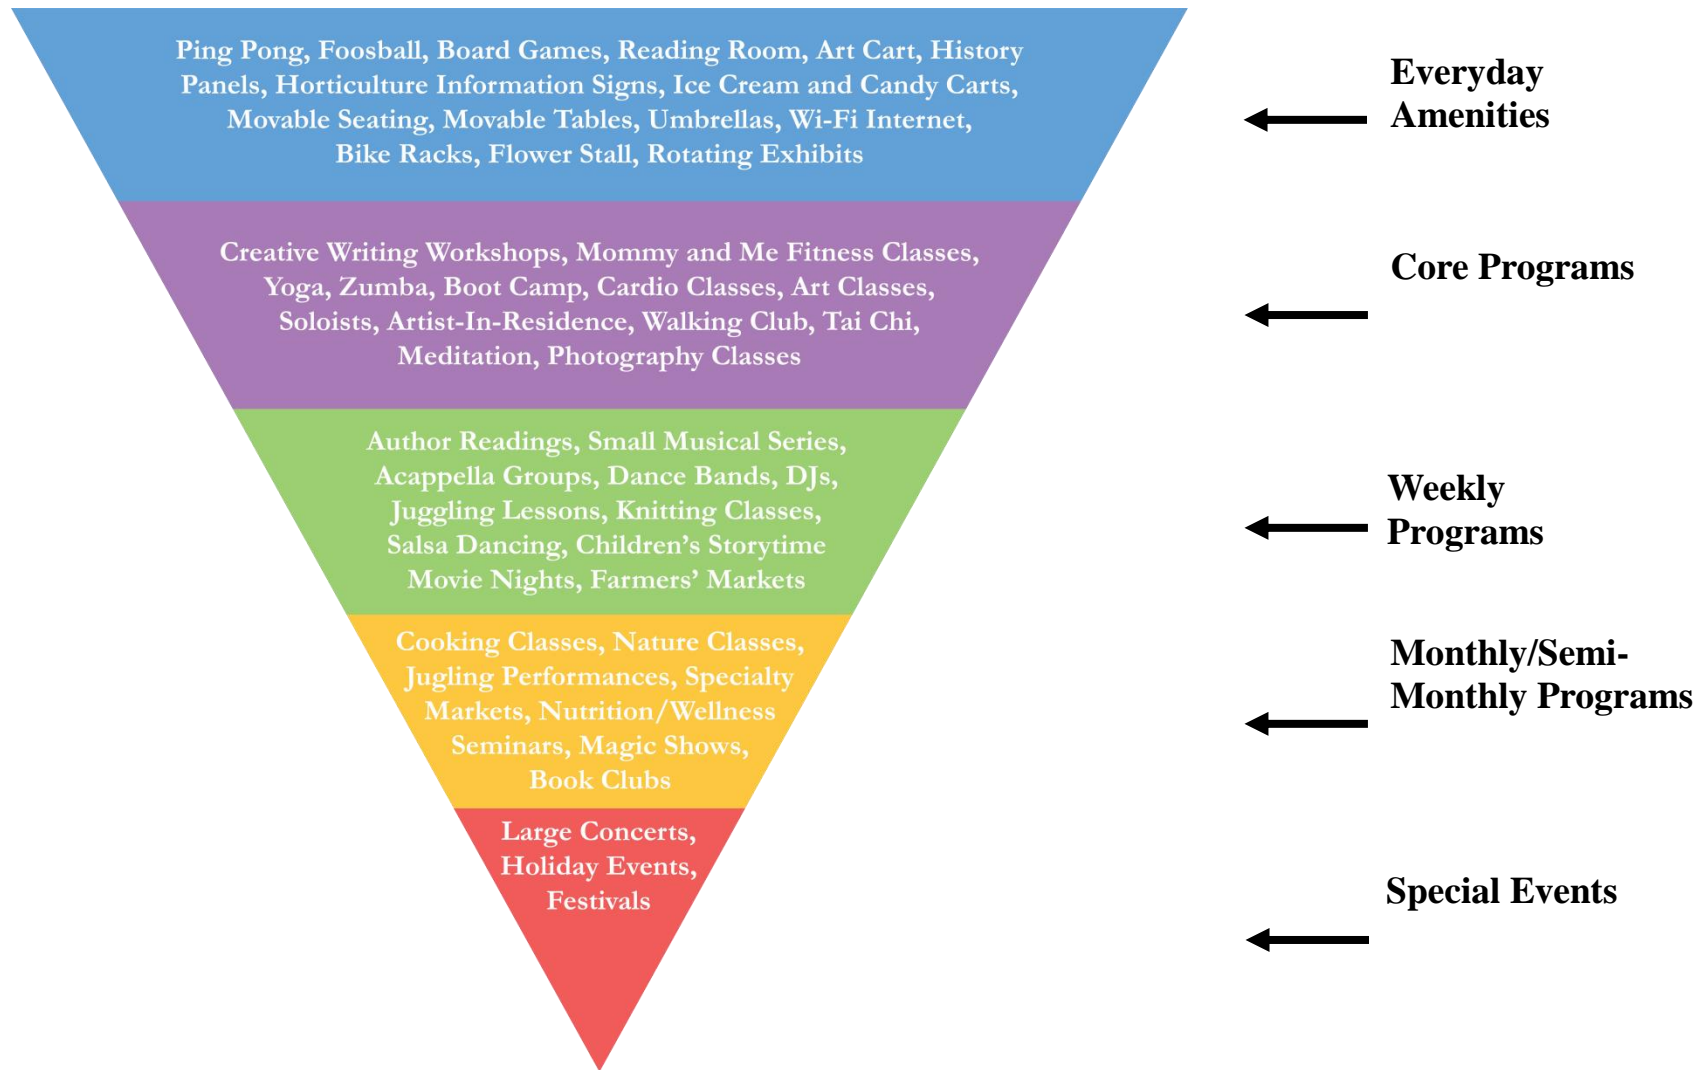 Ping Pong, Foosball, Board Games, Reading Room, Art Cart, History
Panels, Horticulture Information Signs, Ice Cream and Candy Carts,
Movable Seating, Movable Tables, Umbrellas, Wi-Fi Internet,
Bike Racks, Flower Stall, Rotating Exhibits
Everyday
Amenities
Creative Writing Workshops, Mommy and Me Fitness Classes,
Yoga, Zumba, Boot Camp, Cardio Classes, Art Classes,
Soloists, Artist-In-Residence, Walking Club, Tai Chi,
Meditation, Photography Classes
Core Programs
Author Readings, Small Musical Series,
Acappella Groups, Dance Bands, DJs,
Juggling Lessons, Knitting Classes,
Salsa Dancing, Children’s Storytime
Movie Nights, Farmers’ Markets
Weekly
Programs
Cooking Classes, Nature Classes,
Jugling Performances, Specialty
Markets, Nutrition/Wellness
Seminars, Magic Shows,
Book Clubs
Monthly/Semi-
Monthly Programs
Large Concerts,
Holiday Events,
Festivals
Special Events